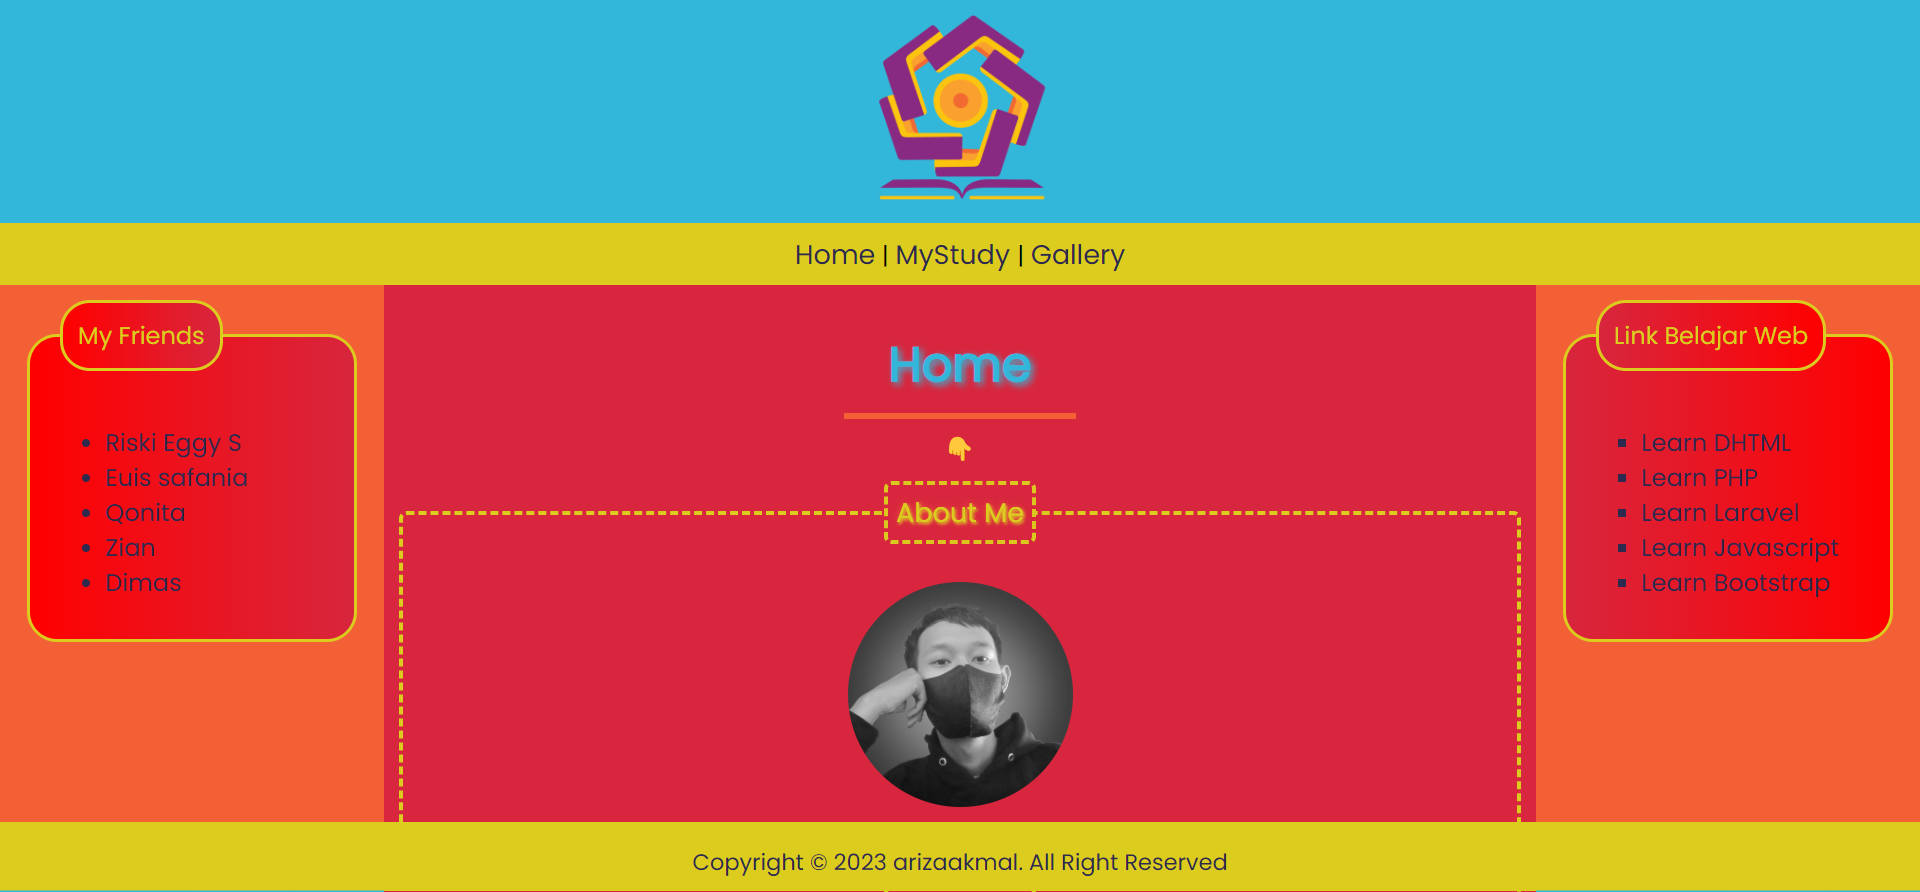 Home | MyStudy | Gallery
My Friends
Riski Eggy S
Euis safania
Qonita
Zian
Dimas
Home
About Me
Link Belajar Web
Learn DHTML
Learn PHP
Learn Laravel
Learn Javascript
Learn Bootstrap
Copyright © 2023 arizaakmal. All Right Reserved